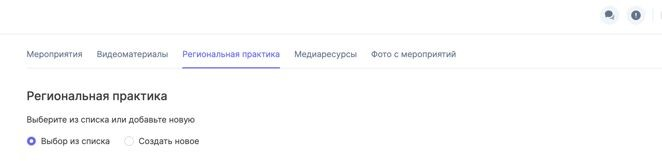 Мероприятия Видеоматериалы Региональная практика Медиаресурсы Фото с мероприятий
Региональная практика
Выберите из списка или добавьте новую
Выбор из списка Создать новое